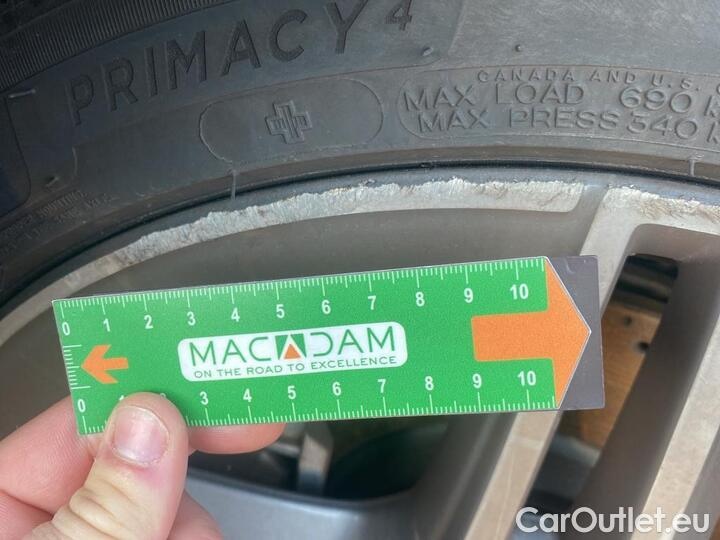 PRIMACY 4
CANADA AND U.S.
MAX LOAD 690 K
MAX PRESS 340 K
0 1 2 3 4 5 6 7 8 9 10
MACADAM
ON THE ROAD TO EXCELLENCE
0 1 2 3 4 5 6 7 8 9 10
CarOutlet.eu